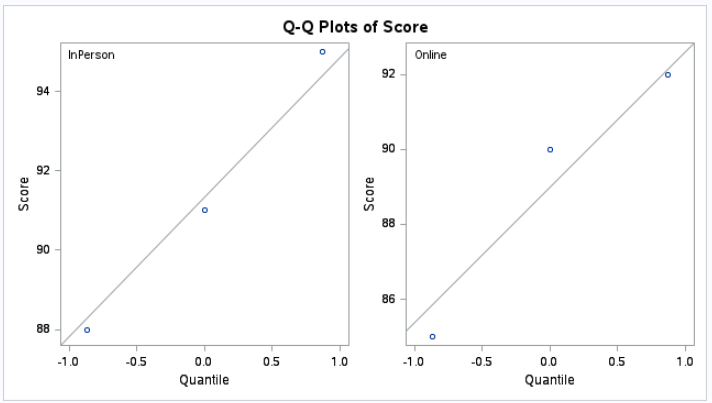 Q-Q Plots of Score
InPerson
94
92
90
88
Score
-1.0 -0.5 0.0 0.5 1.0
Quantile
Online
92
90
88
86
Score
-1.0 -0.5 0.0 0.5 1.0
Quantile